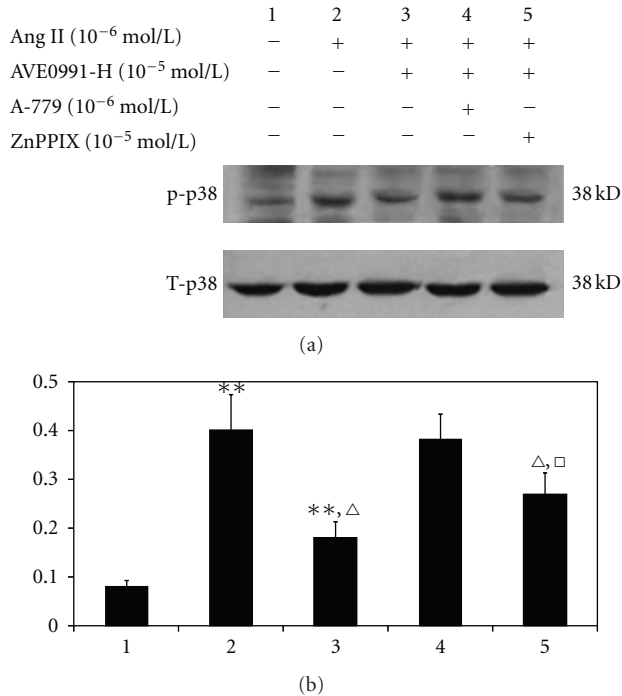 1 2 3 4 5
Ang II (10⁻⁶ mol/L) − + + + +
AVE0991-H (10⁻⁵ mol/L) − − + + +
A-779 (10⁻⁶ mol/L) − − − + −
ZnPPIX (10⁻⁵ mol/L) − − − − +
p-p38 38 kD
T-p38 38 kD
(a)
0.5
0.4
0.3
0.2
0.1
0
∗∗
∗∗, △
△, □
1 2 3 4 5
(b)